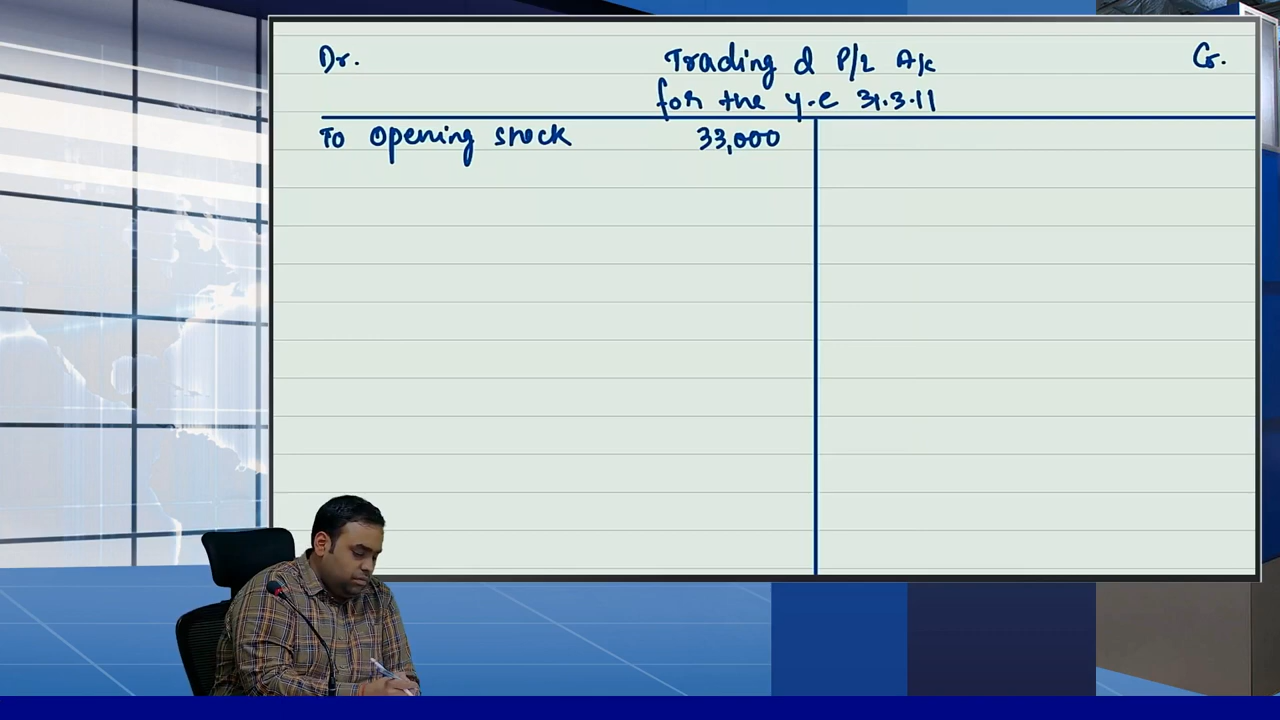 Dr. Trading & P/L A/c Cr.
for the y.e 31.3.11
To Opening stock 33,000